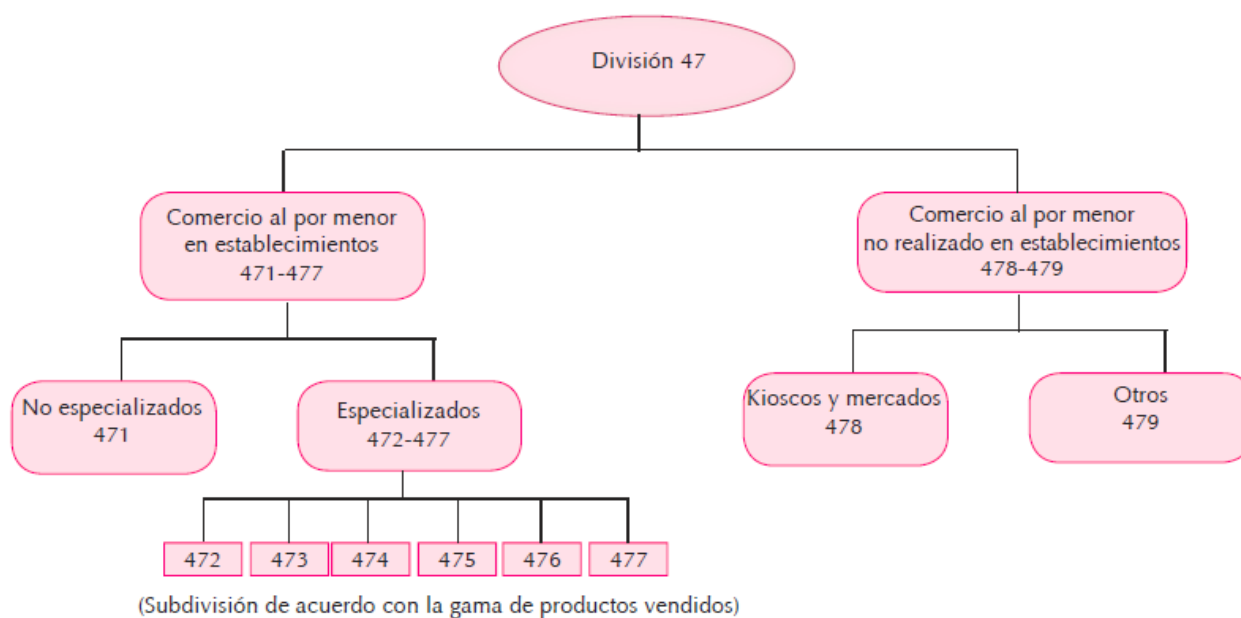 División 47
Comercio al por menor
en establecimientos
471-477
Comercio al por menor
no realizado en establecimientos
478-479
No especializados
471
Especializados
472-477
Kioscos y mercados
478
Otros
479
472
473
474
475
476
477
(Subdivisión de acuerdo con la gama de productos vendidos)